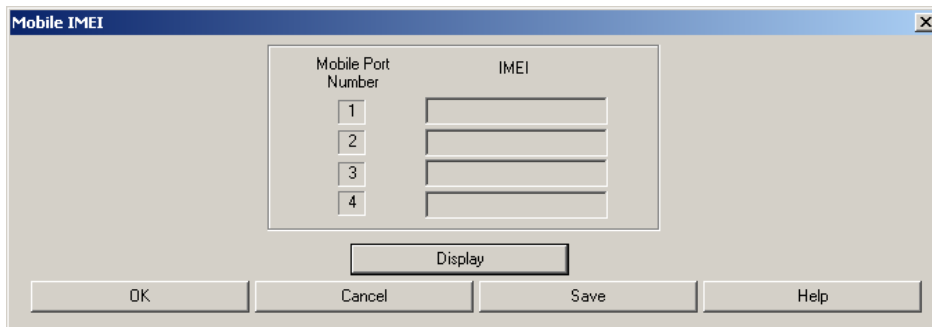 Mobile IMEI
Mobile Port
Number
IMEI
1
2
3
4
Display
OK
Cancel
Save
Help